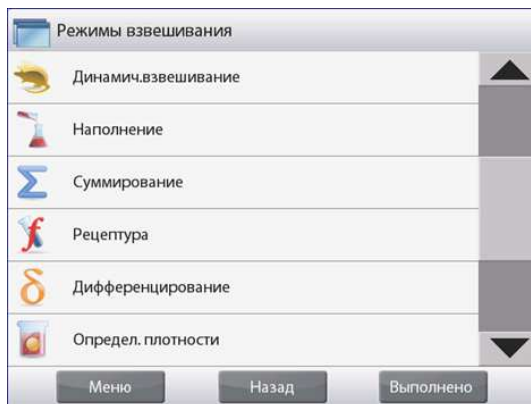 Режимы взвешивания
Динамич.взвешивание
Наполнение
Суммирование
Рецептура
Дифференцирование
Определ. плотности
Меню Назад Выполнено